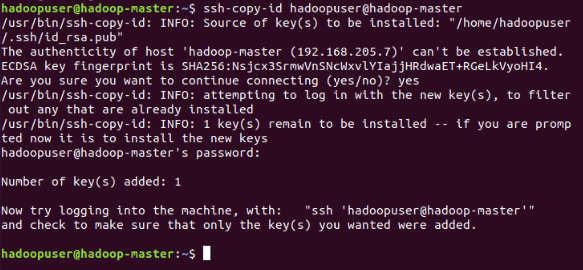 hadoopuser@hadoop-master:~$ ssh-copy-id hadoopuser@hadoop-master
/usr/bin/ssh-copy-id: INFO: Source of key(s) to be installed: "/home/hadoopuser
/.ssh/id_rsa.pub"
The authenticity of host 'hadoop-master (192.168.205.7)' can't be established.
ECDSA key fingerprint is SHA256:Nsjcx3SrmwVnSNcWxvlYIajjHRdwaET+RGeLkVyoHI4.
Are you sure you want to continue connecting (yes/no)? yes
/usr/bin/ssh-copy-id: INFO: attempting to log in with the new key(s), to filter
out any that are already installed
/usr/bin/ssh-copy-id: INFO: 1 key(s) remain to be installed -- if you are promp
ted now it is to install the new keys
hadoopuser@hadoop-master's password:
Number of key(s) added: 1
Now try logging into the machine, with:   "ssh 'hadoopuser@hadoop-master'"
and check to make sure that only the key(s) you wanted were added.
hadoopuser@hadoop-master:~$